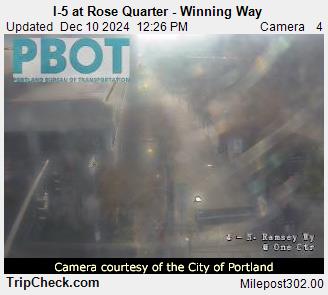 I-5 at Rose Quarter - Winning Way
Updated Dec 10 2024 12:26 PM Camera 4
PBOT
PORTLAND BUREAU OF TRANSPORTATION
4 - N. Ramsey Wy
@ One Ctr
Camera courtesy of the City of Portland
TripCheck.com Milepost302.00